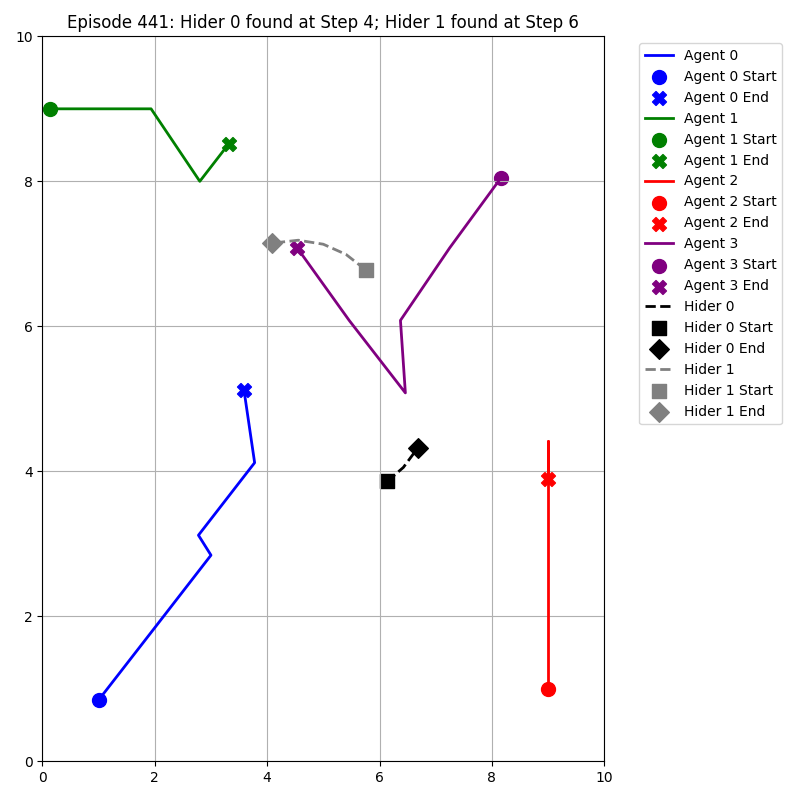 Episode 441: Hider 0 found at Step 4; Hider 1 found at Step 6
10
8
6
4
2
0
0 2 4 6 8 10
Agent 0
Agent 0 Start
Agent 0 End
Agent 1
Agent 1 Start
Agent 1 End
Agent 2
Agent 2 Start
Agent 2 End
Agent 3
Agent 3 Start
Agent 3 End
Hider 0
Hider 0 Start
Hider 0 End
Hider 1
Hider 1 Start
Hider 1 End